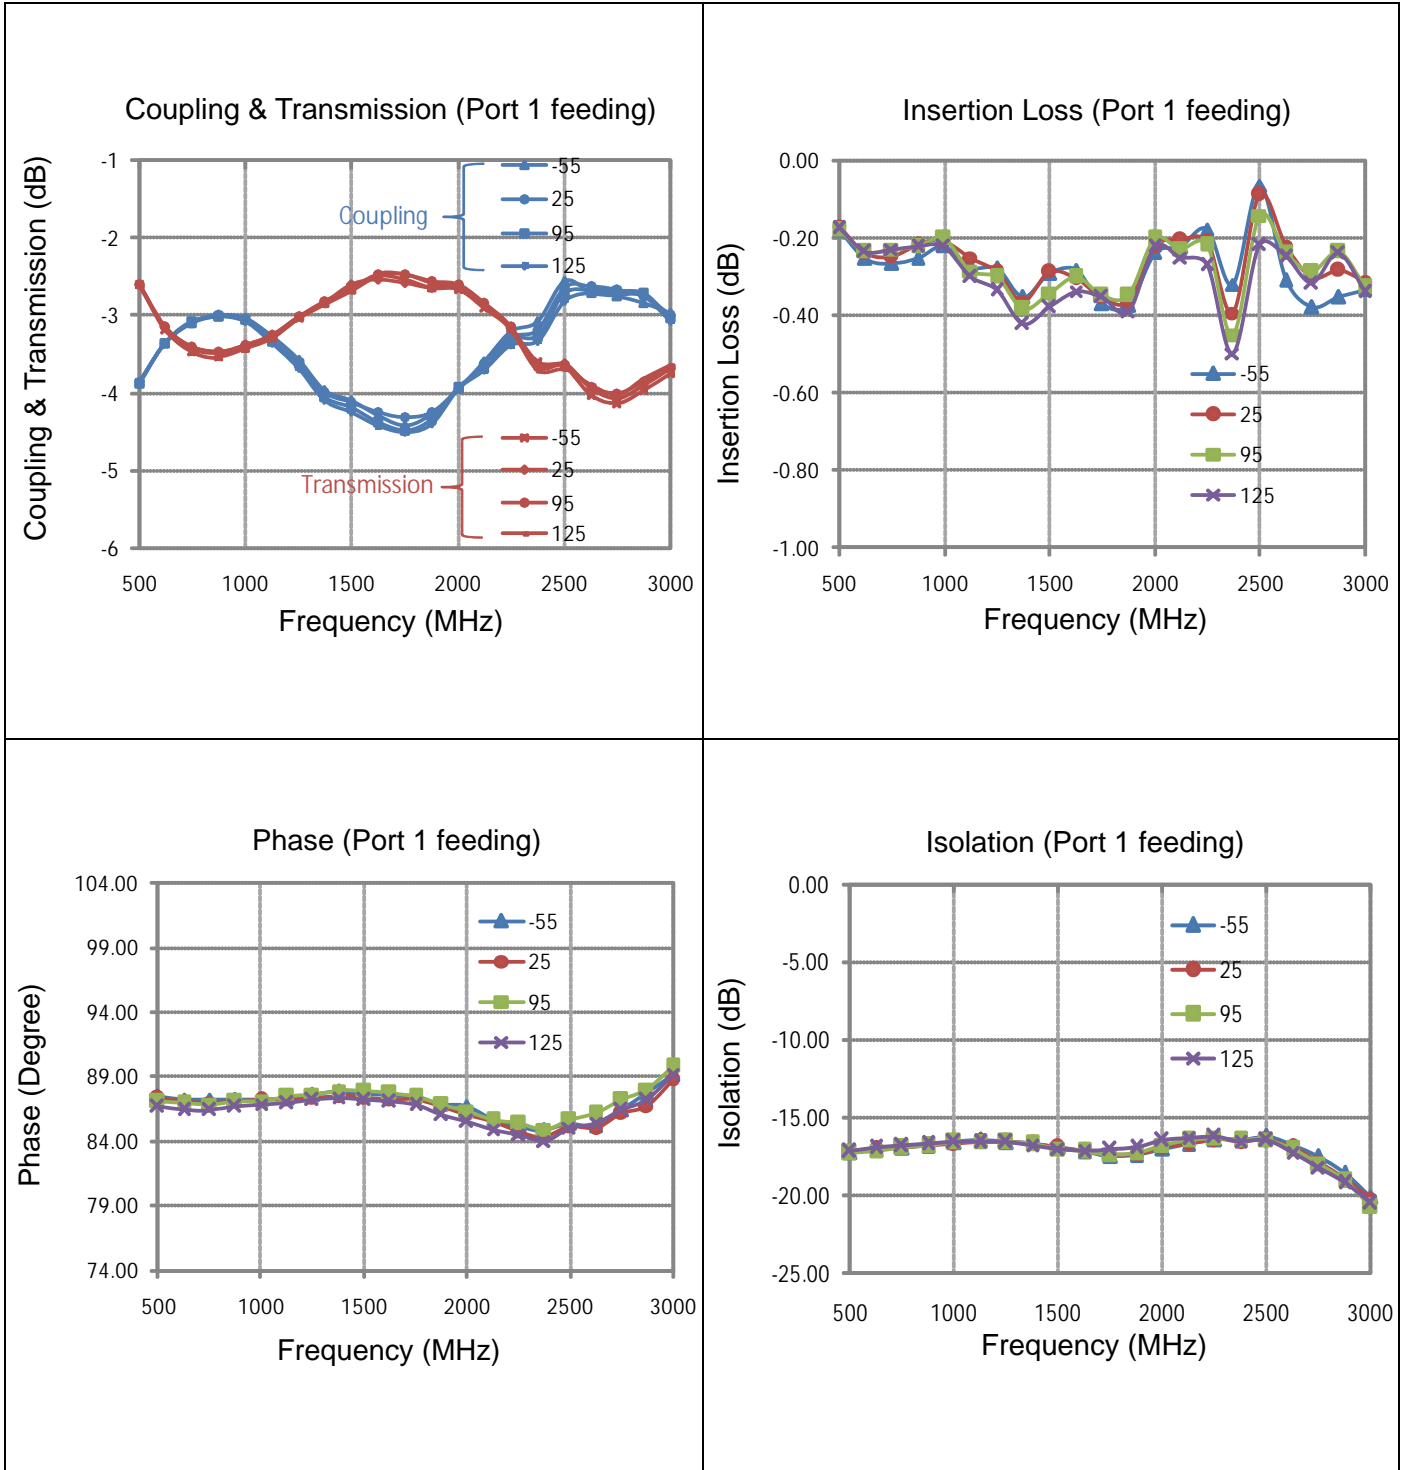 Coupling & Transmission (Port 1 feeding)
Coupling & Transmission (dB)
-1
-2
-3
-4
-5
-6
Coupling
-55
25
95
125
Transmission
-55
25
95
125
500 1000 1500 2000 2500 3000
Frequency (MHz)
Insertion Loss (Port 1 feeding)
Insertion Loss (dB)
0.00
-0.20
-0.40
-0.60
-0.80
-1.00
-55
25
95
125
500 1000 1500 2000 2500 3000
Frequency (MHz)
Phase (Port 1 feeding)
Phase (Degree)
104.00
99.00
94.00
89.00
84.00
79.00
74.00
-55
25
95
125
500 1000 1500 2000 2500 3000
Frequency (MHz)
Isolation (Port 1 feeding)
Isolation (dB)
0.00
-5.00
-10.00
-15.00
-20.00
-25.00
-55
25
95
125
500 1000 1500 2000 2500 3000
Frequency (MHz)